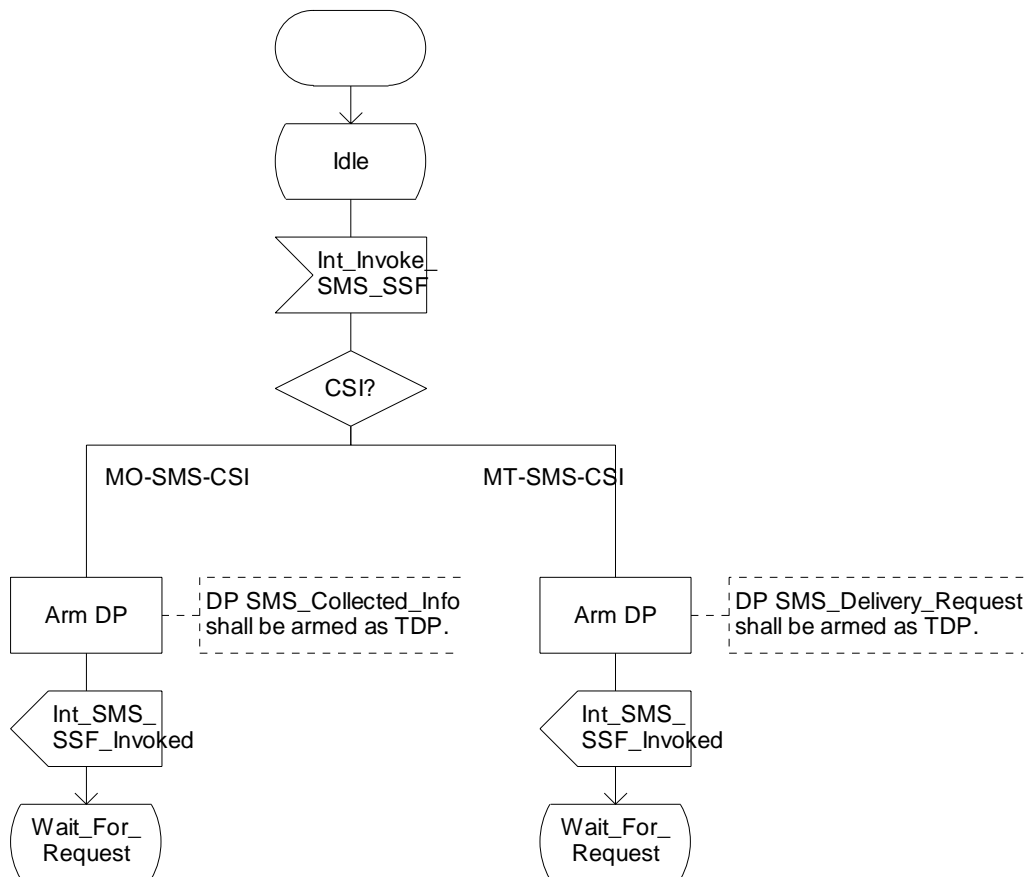 Idle
Int_Invoke_
SMS_SSF
CSI?
MO-SMS-CSI
MT-SMS-CSI
Arm DP
DP SMS_Collected_Info
shall be armed as TDP.
Arm DP
DP SMS_Delivery_Request
shall be armed as TDP.
Int_SMS_
SSF_Invoked
Int_SMS_
SSF_Invoked
Wait_For_
Request
Wait_For_
Request